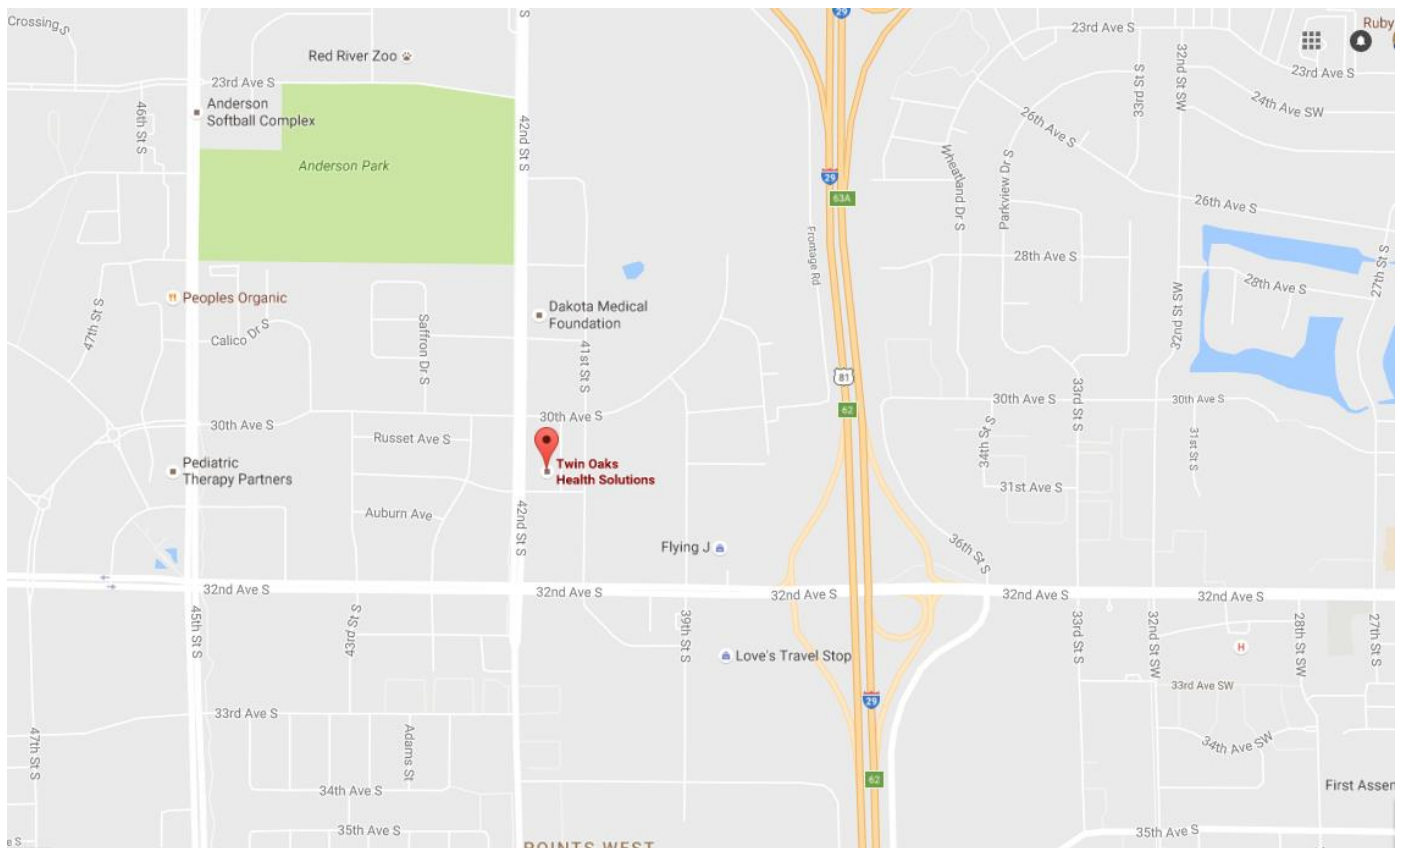 Crossing S
S
29
Ruby
23rd Ave S
32nd St SW
Red River Zoo
23rd Ave S
33rd St S
23rd Ave S
46th St S
Anderson
Softball Complex
24th Ave SW
42nd St S
26th Ave S
Anderson Park
Wheatland Dr S
Parkview Dr S
29
63A
26th Ave S
Frontage Rd
28th Ave S
27th St S
28th Ave S
Peoples Organic
Dakota Medical
Foundation
47th St S
Calico Dr S
Saffron Dr S
32nd St SW
41st St S
81
33rd St S
30th Ave S
30th Ave S
62
30th Ave S
30th Ave S
Russet Ave S
34th St S
31st St S
Pediatric
Therapy Partners
Twin Oaks
Health Solutions
31st Ave S
Auburn Ave
42nd St S
Flying J
36th St S
32nd Ave S
32nd Ave S
32nd Ave S
32nd Ave S
32nd Ave S
45th St S
43rd St S
39th St S
33rd St S
32nd St SW
28th St SW
27th St S
H
Love's Travel Stop
33rd Ave SW
29
33rd Ave S
47th St S
Adams St
34th Ave SW
62
First Assem
34th Ave S
35th Ave S
35th Ave S
e S
POINTS WEST